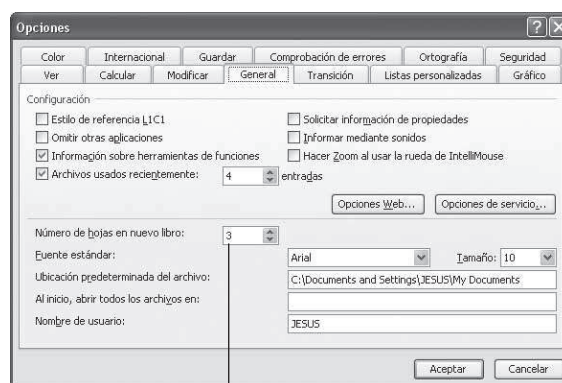 Opciones
Color Internacional Guardar Comprobación de errores Ortografía Seguridad
Ver Calcular Modificar General Transición Listas personalizadas Gráfico
Configuración
Estilo de referencia L1C1 Solicitar información de propiedades
Omitir otras aplicaciones Informar mediante sonidos
Información sobre herramientas de funciones Hacer Zoom al usar la rueda de IntelliMouse
Archivos usados recientemente: 4 entradas
Opciones Web... Opciones de servicio...
Número de hojas en nuevo libro: 3
Fuente estándar: Arial Tamaño: 10
Ubicación predeterminada del archivo: C:\Documents and Settings\JESUS\My Documents
Al inicio, abrir todos los archivos en:
Nombre de usuario: JESUS
Aceptar Cancelar